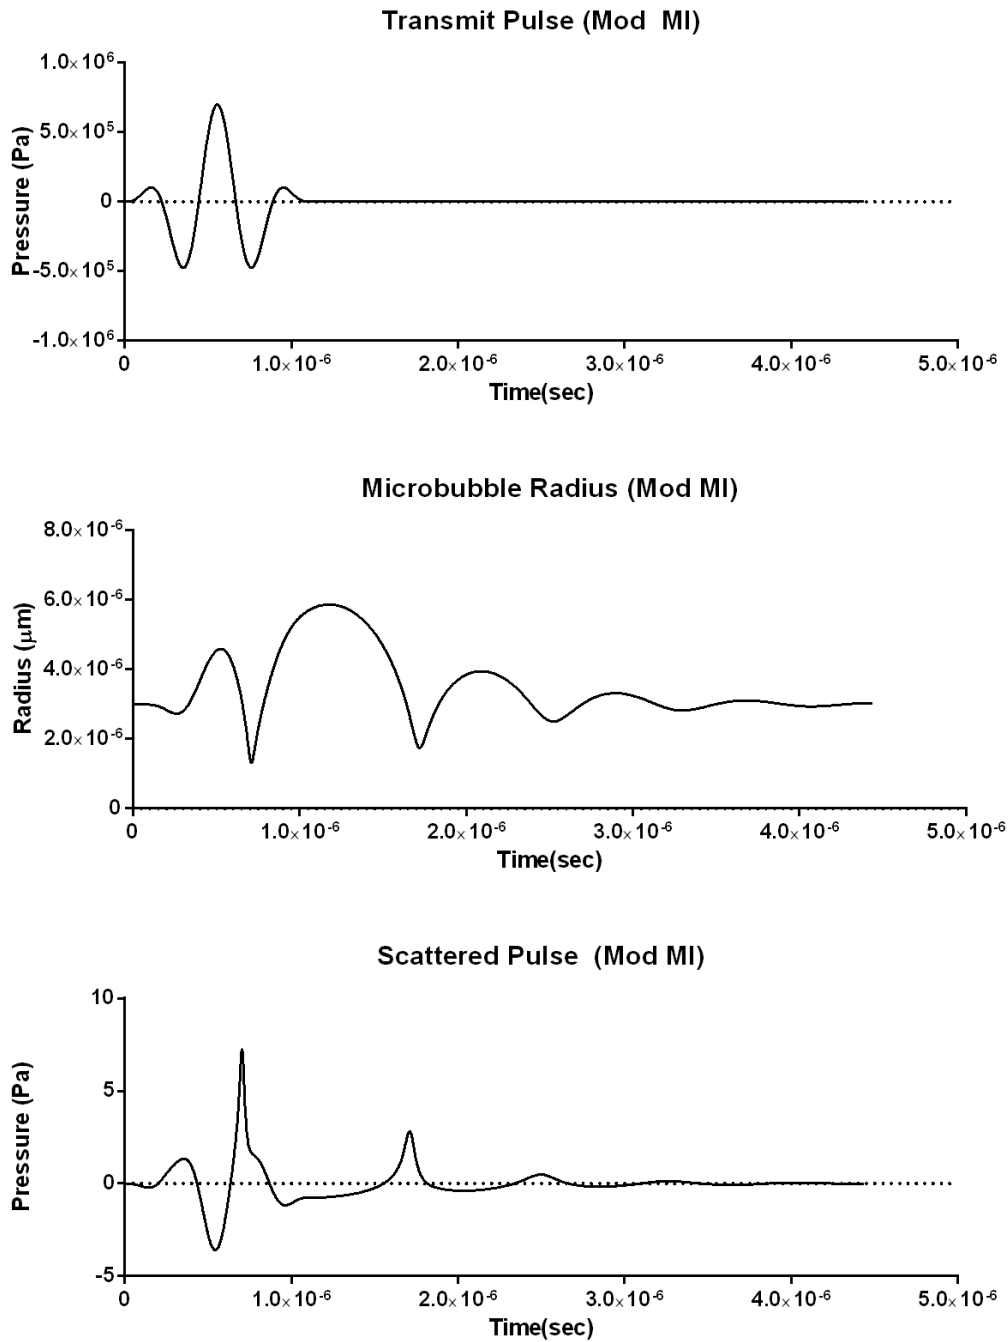 Transmit Pulse (Mod  MI)
Pressure (Pa)
1.0×10⁶
5.0×10⁵
0
-5.0×10⁵
-1.0×10⁶
0 1.0×10⁻⁶ 2.0×10⁻⁶ 3.0×10⁻⁶ 4.0×10⁻⁶ 5.0×10⁻⁶
Time(sec)
Microbubble Radius (Mod MI)
Radius (μm)
8.0×10⁻⁶
6.0×10⁻⁶
4.0×10⁻⁶
2.0×10⁻⁶
0
0 1.0×10⁻⁶ 2.0×10⁻⁶ 3.0×10⁻⁶ 4.0×10⁻⁶ 5.0×10⁻⁶
Time(sec)
Scattered Pulse  (Mod MI)
Pressure (Pa)
10
5
0
-5
0 1.0×10⁻⁶ 2.0×10⁻⁶ 3.0×10⁻⁶ 4.0×10⁻⁶ 5.0×10⁻⁶
Time(sec)